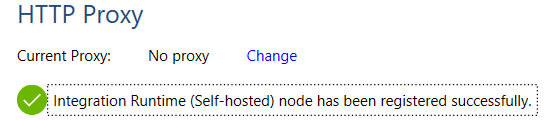 HTTP Proxy
Current Proxy: No proxy Change
Integration Runtime (Self-hosted) node has been registered successfully.